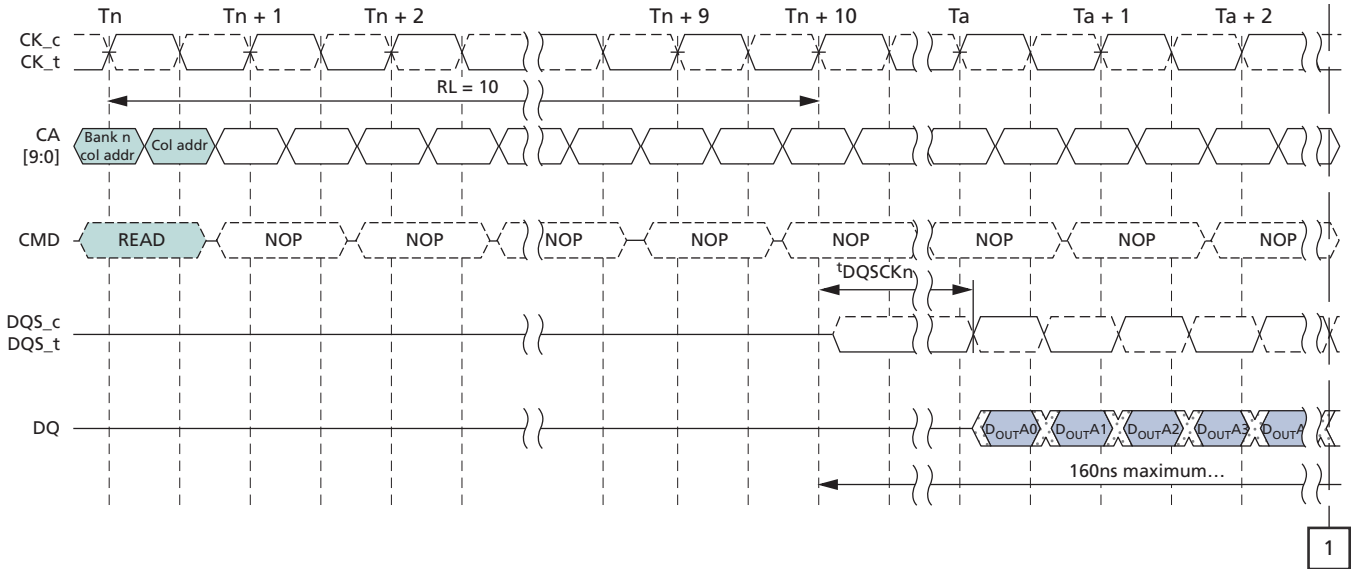 Tn Tn + 1 Tn + 2 Tn + 9 Tn + 10 Ta Ta + 1 Ta + 2
CK_c
CK_t
RL = 10
CA
[9:0]
Bank n
col addr
Col addr
CMD READ NOP NOP NOP NOP NOP NOP NOP NOP
tDQSCKn
DQS_c
DQS_t
DQ DOUTA0 DOUTA1 DOUTA2 DOUTA3 DOUTA
160ns maximum…
1